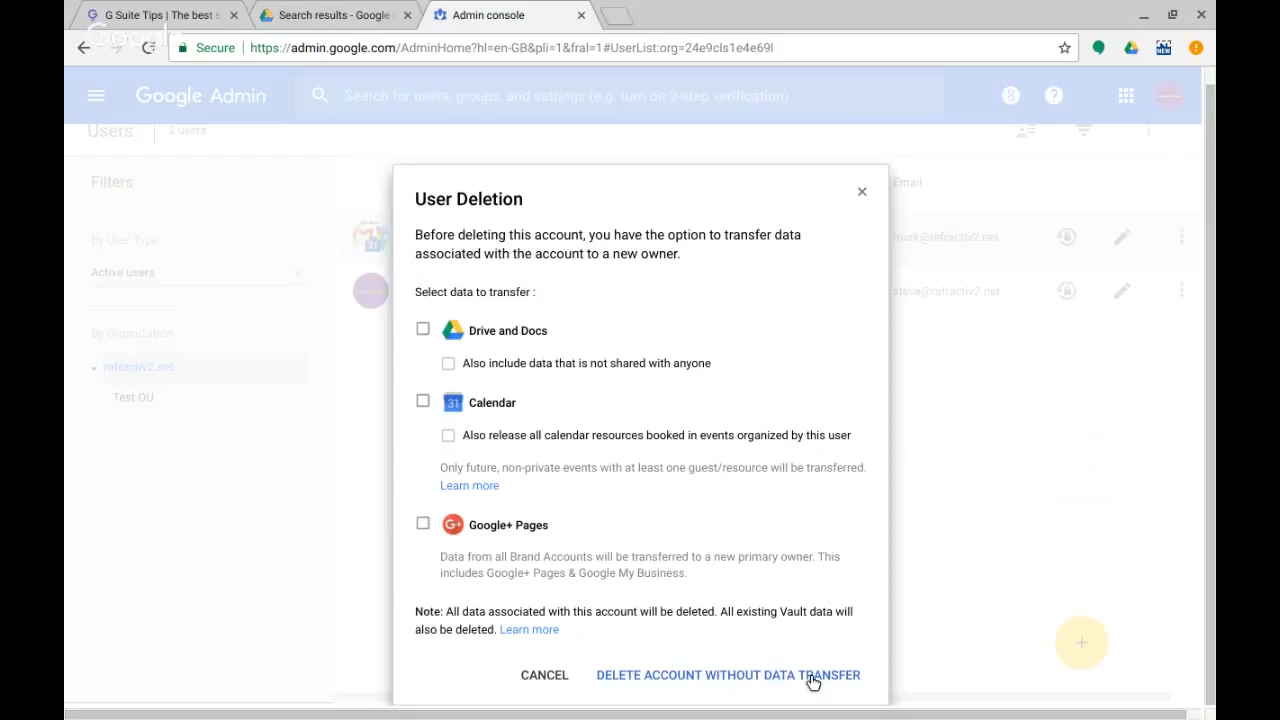 G Suite Tips | The best s
Search results - Google
Admin console
Google
Secure
https://admin.google.com/AdminHome?hl=en-GB&pli=1&fral=1#UserList:org=24e9cls1e4e69l
NEW
Google Admin
Search for users, groups, and settings (e.g. turn on 2-step verification)
8
?
Users
2 users
Filters
Email
By User Type
Active users
mark@refractiv2.net
steve@refractiv2.net
By Organization
refractiv2.net
Test OU
User Deletion
Before deleting this account, you have the option to transfer data
associated with the account to a new owner.
Select data to transfer :
Drive and Docs
Also include data that is not shared with anyone
31
Calendar
Also release all calendar resources booked in events organized by this user
Only future, non-private events with at least one guest/resource will be transferred.
Learn more
G+
Google+ Pages
Data from all Brand Accounts will be transferred to a new primary owner. This
includes Google+ Pages & Google My Business.
Note: All data associated with this account will be deleted. All existing Vault data will
also be deleted. Learn more
CANCEL
DELETE ACCOUNT WITHOUT DATA TRANSFER